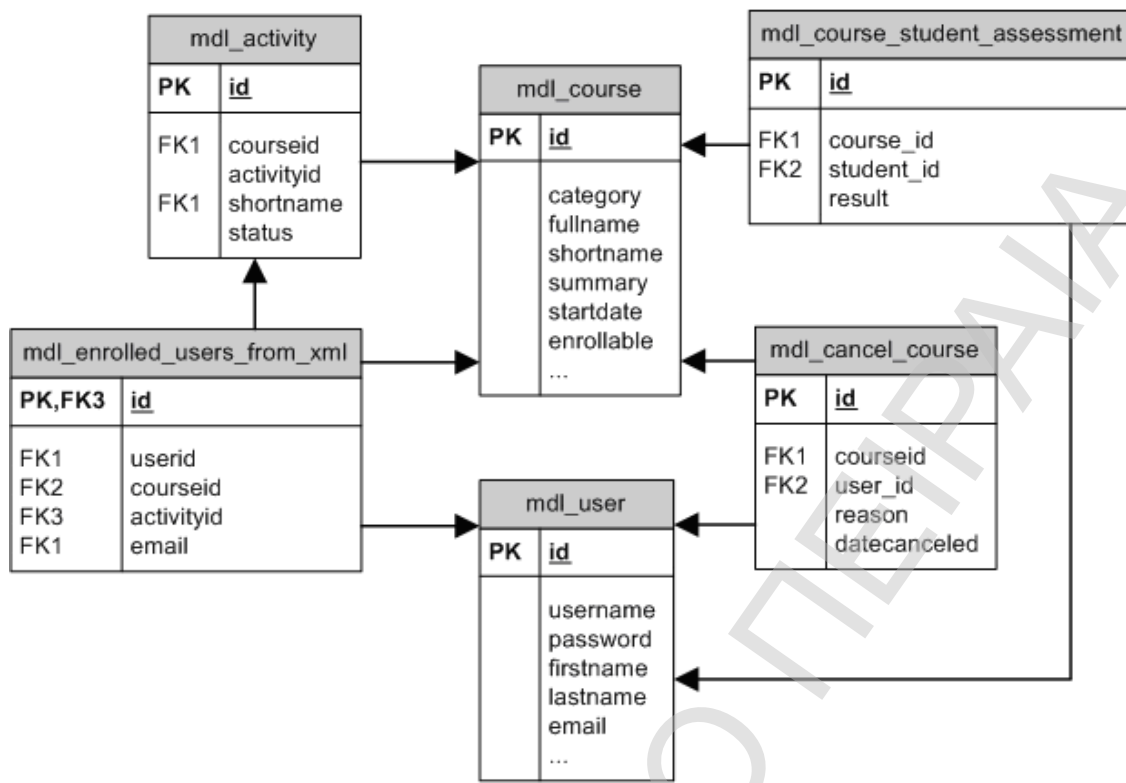 mdl_activity
PK id
FK1 courseid
activityid
FK1 shortname
status
mdl_course
PK id
category
fullname
shortname
summary
startdate
enrollable
...
mdl_course_student_assessment
PK id
FK1 course_id
FK2 student_id
result
mdl_enrolled_users_from_xml
PK,FK3 id
FK1 userid
FK2 courseid
FK3 activityid
FK1 email
mdl_user
PK id
username
password
firstname
lastname
email
...
mdl_cancel_course
PK id
FK1 courseid
FK2 user_id
reason
datecanceled
Ο ΠΕΙΡΑΙΑ